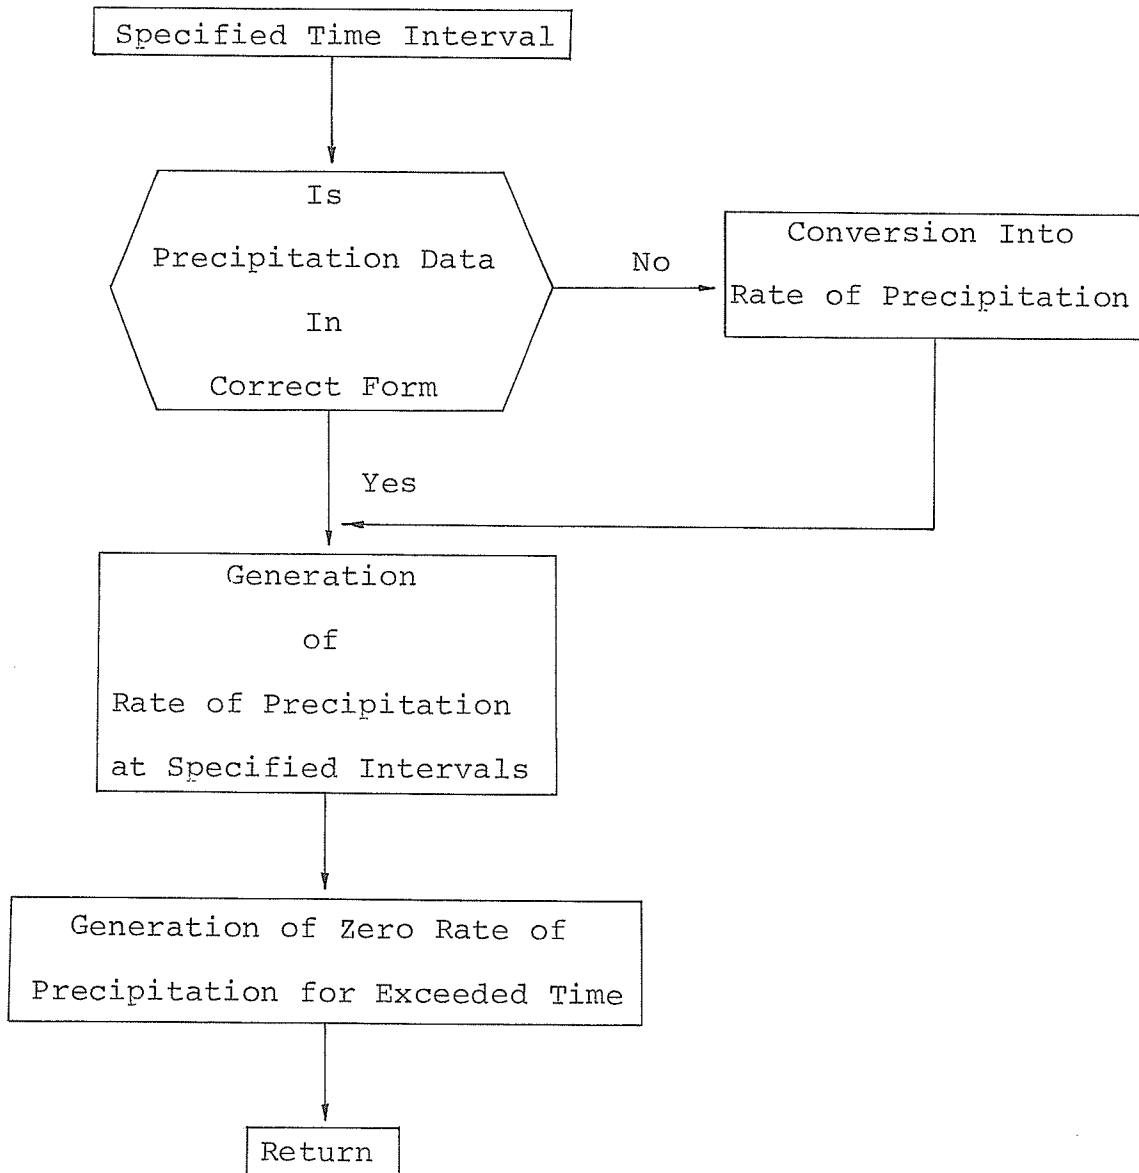 Specified Time Interval
Is
Precipitation Data
In
Correct Form
No
Conversion Into
Rate of Precipitation
Yes
Generation
of
Rate of Precipitation
at Specified Intervals
Generation of Zero Rate of
Precipitation for Exceeded Time
Return